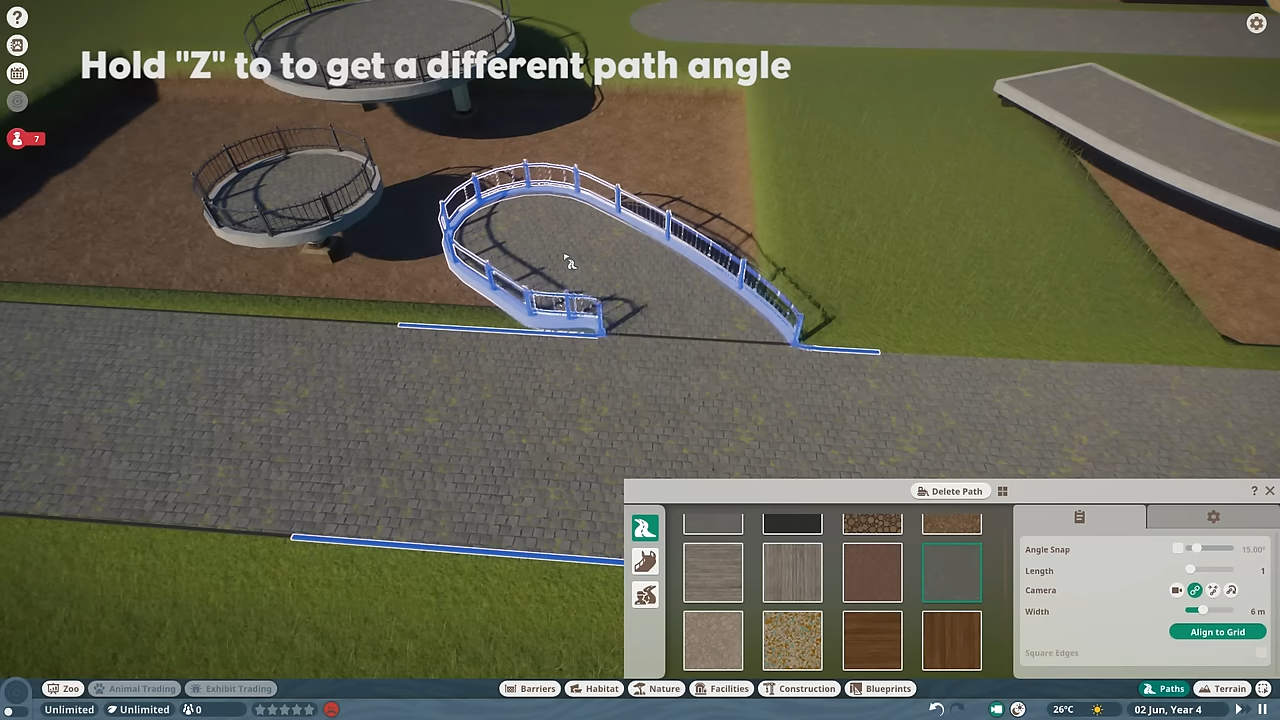 ?
Hold "Z" to to get a different path angle
7
Delete Path
?
Angle Snap 15.00°
Length 1
Camera
Width 6 m
Align to Grid
Square Edges
Zoo Animal Trading Exhibit Trading Barriers Habitat Nature Facilities Construction Blueprints Paths Terrain
Unlimited Unlimited 0 26°C 02 Jun, Year 4